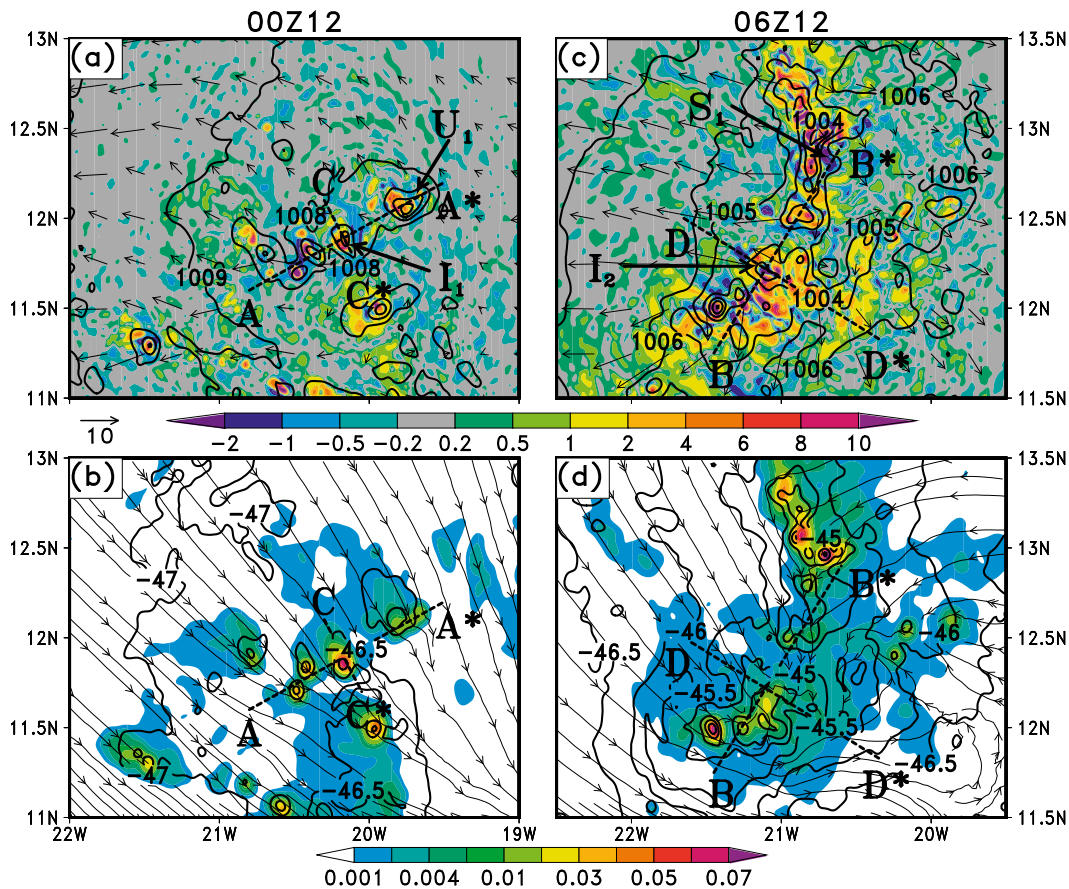 00Z12
06Z12
(a)
13N
12.5N
12N
11.5N
11N
U₁
C
A*
1008
1008
1009
I₁
C*
A
(c)
13.5N
13N
12.5N
12N
11.5N
1006
S₁
1004
B*
1006
1005
D
1005
I₂
1004
1006
B
1006
D*
10
-2 -1 -0.5 -0.2 0.2 0.5 1 2 4 6 8 10
(b)
13N
12.5N
12N
11.5N
11N
-47
-47
C
A*
-46.5
A
C*
-47
-46.5
22W 21W 20W 19W
(d)
13.5N
13N
12.5N
12N
11.5N
-45
B*
-46
-46
-46.5
D
-45
-45.5
-45.5
-46.5
B
D*
22W 21W 20W
0.001 0.004 0.01 0.03 0.05 0.07